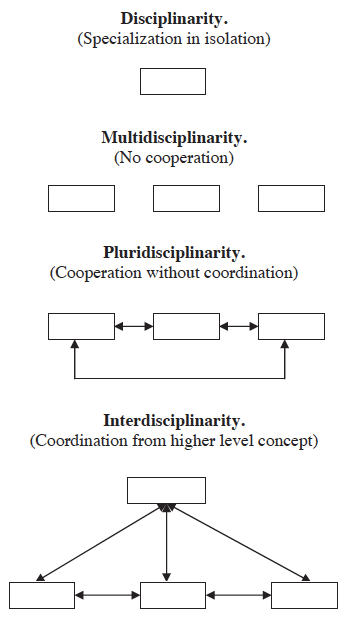 Disciplinarity.
(Specialization in isolation)
Multidisciplinarity.
(No cooperation)
Pluridisciplinarity.
(Cooperation without coordination)
Interdisciplinarity.
(Coordination from higher level concept)